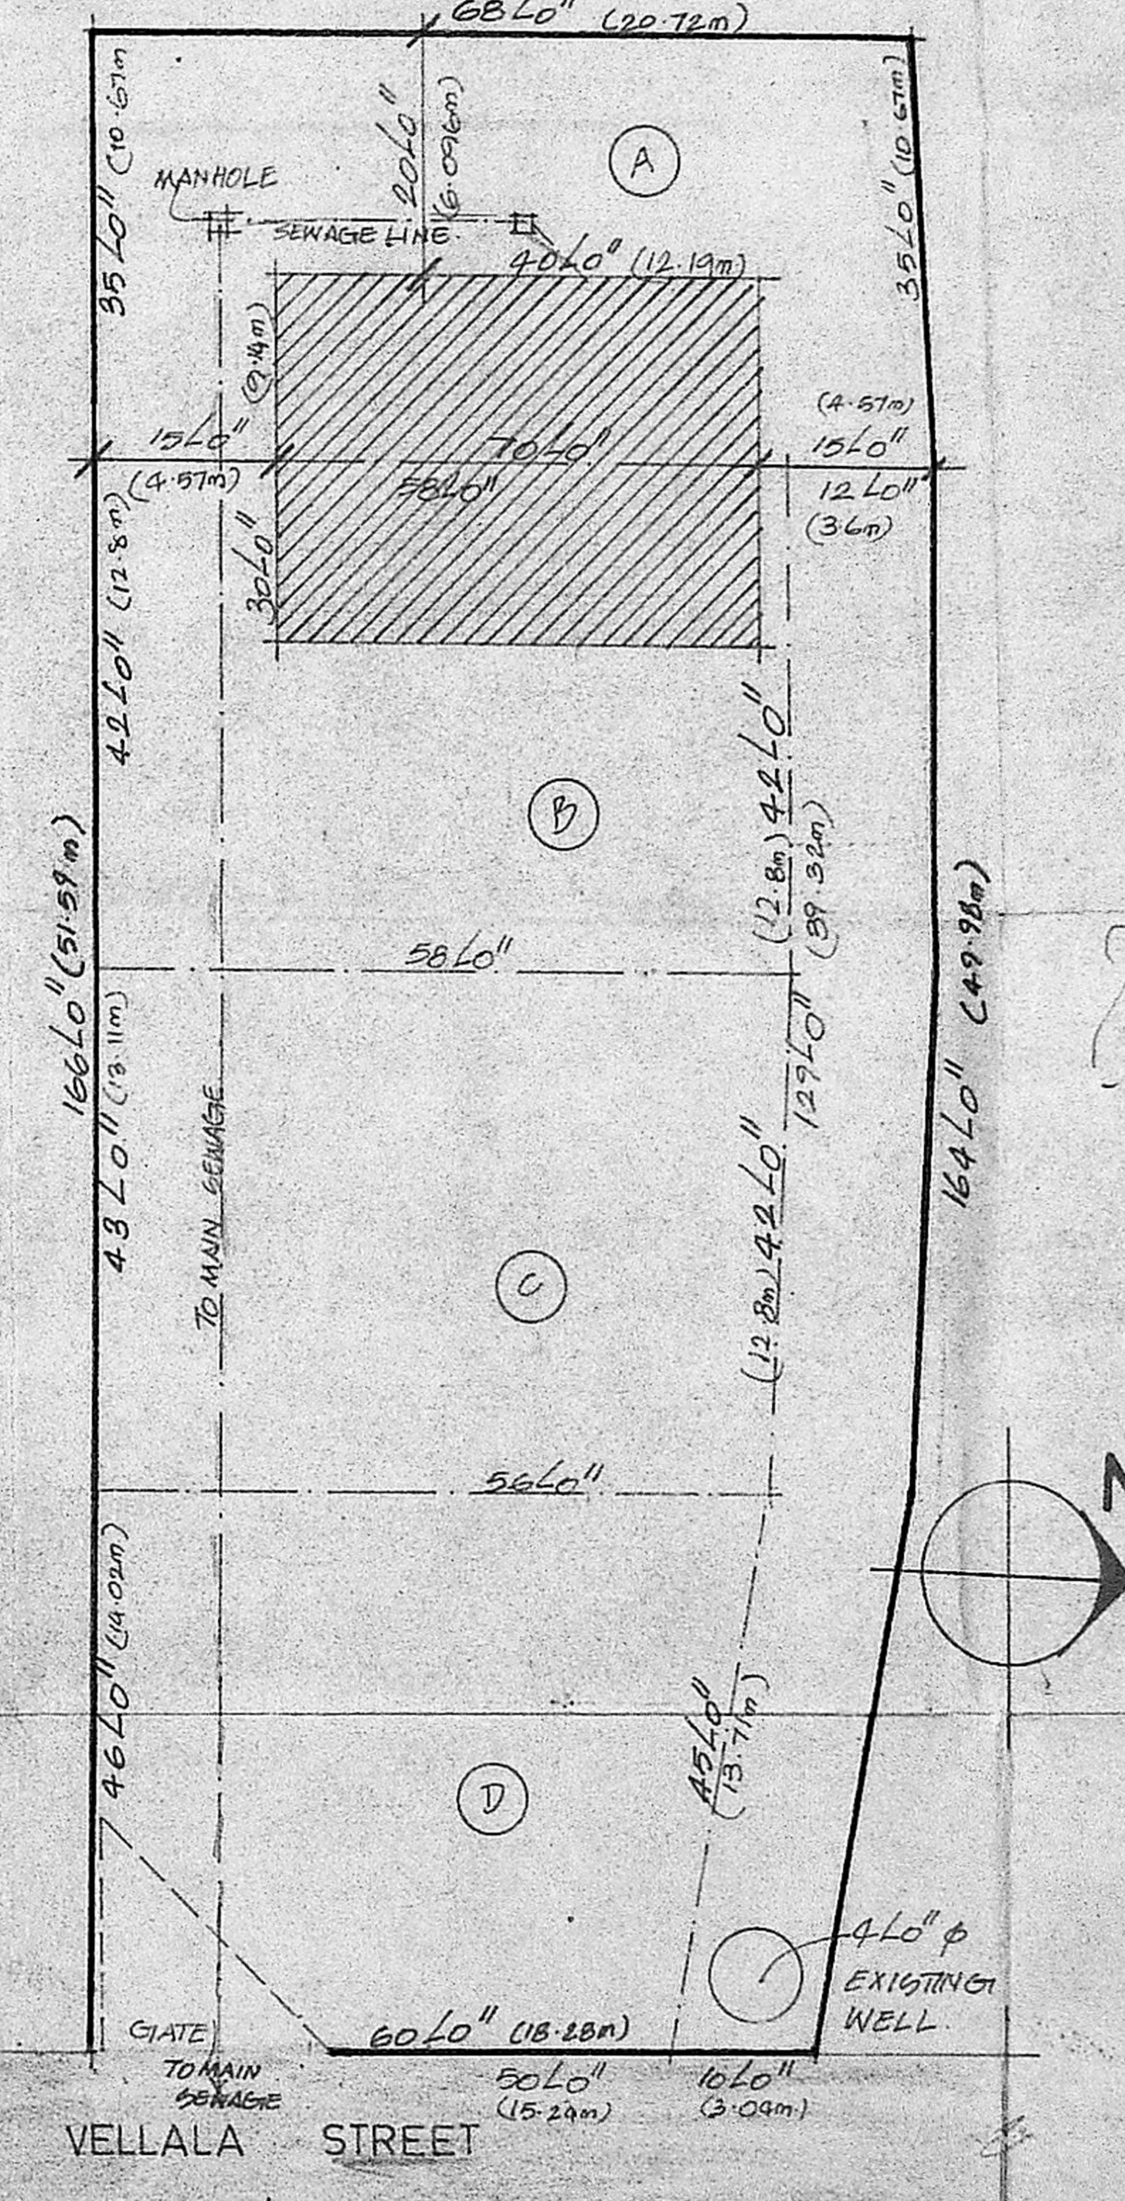 68'-0" (20.72m)
35'-0" (10.67m
20'-0"
(6.096m)
A
35'-0" (10.67m)
MANHOLE
SEWAGE LINE.
40'-0" (12.19m)
(9.14m)
(4.57m)
15'-0"
70'-0"
15'-0"
(4.57m)
58'-0"
12'-0"
(3.6m)
30'-0"
42'-0" (12.8m)
(12.8m) 42'-0"
B
(39.32m)
129'-0"
166'-0" (51.59m)
58'-0"
164'-0" (49.98m)
43'-0" (13.11m)
TO MAIN SEWAGE
(12.8m) 42'-0"
C
56'-0"
N
46'-0" (14.02m)
45'-0"
(13.71m)
D
4'-0" φ
EXISTING
WELL.
GATE
60'-0" (18.28m)
TO MAIN
SEWAGE
50'-0"
(15.24m)
10'-0"
(3.04m)
VELLALA STREET